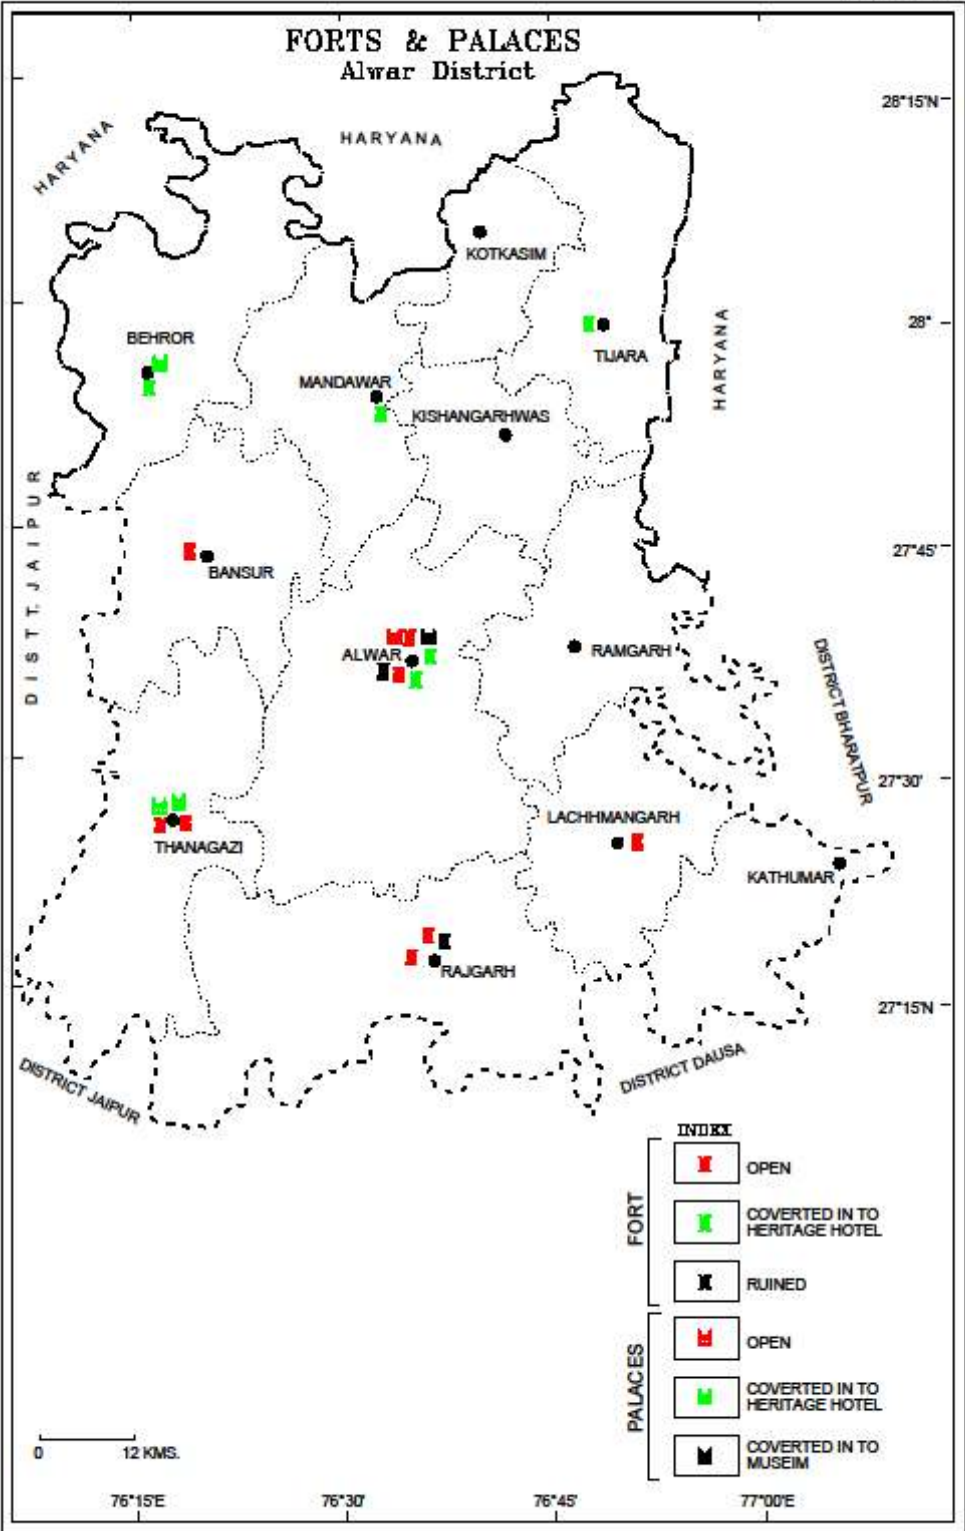 FORTS & PALACES
Alwar District
28°15'N
HARYANA
HARYANA
KOTKASIM
28°
TIJARA
HARYANA
BEHROR
MANDAWAR
KISHANGARHWAS
DISTT. JAIPUR
27°45'
BANSUR
ALWAR
RAMGARH
DISTRICT BHARATPUR
27°30'
LACHHMANGARH
THANAGAZI
KATHUMAR
RAJGARH
27°15'N
DISTRICT JAIPUR
DISTRICT DAUSA
INDEX
FORT
OPEN
COVERTED IN TO
HERITAGE HOTEL
RUINED
PALACES
OPEN
COVERTED IN TO
HERITAGE HOTEL
COVERTED IN TO
MUSEIM
0 12 KMS.
76°15'E 76°30' 76°45' 77°00'E